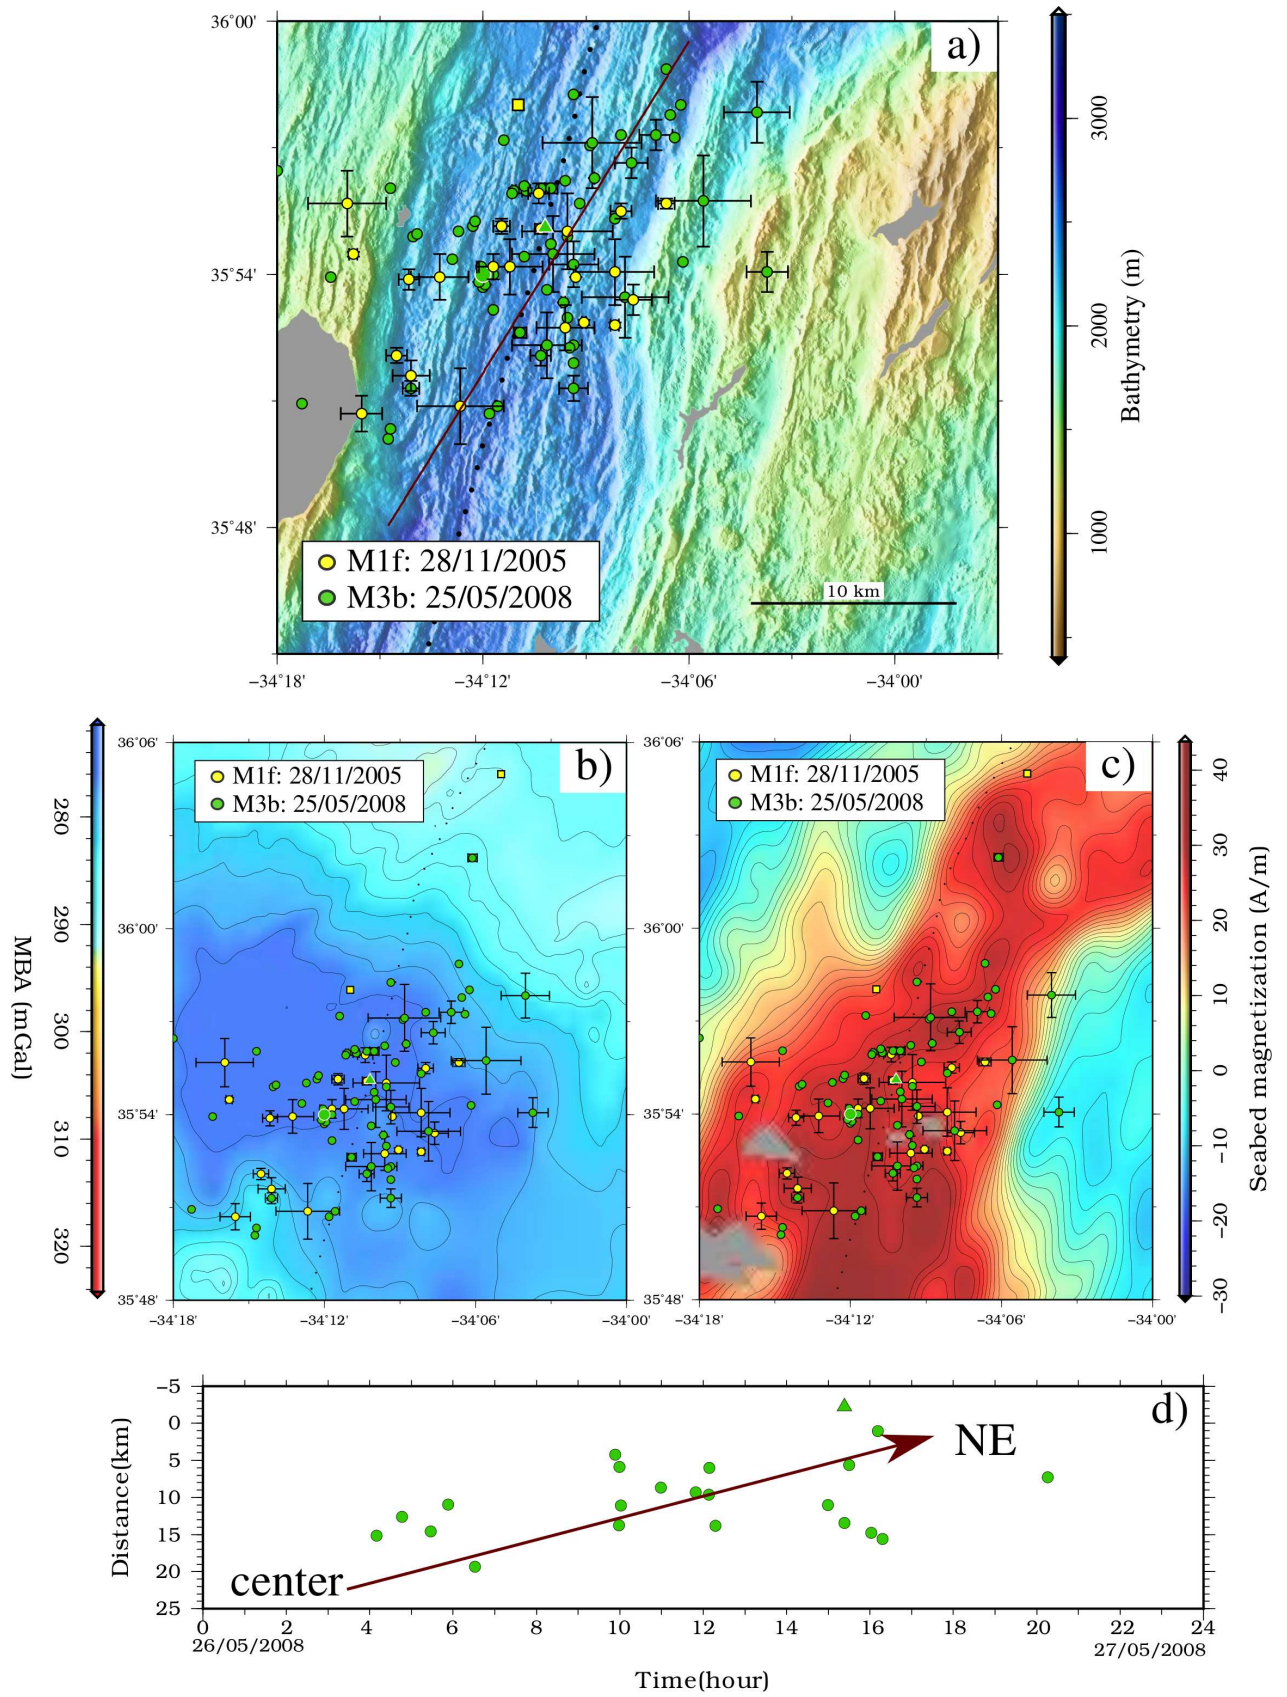 a)
36°00'
35°54'
35°48'
M1f: 28/11/2005
M3b: 25/05/2008
10 km
−34°18' −34°12' −34°06' −34°00'
3000
2000
1000
Bathymetry (m)
b)
M1f: 28/11/2005
M3b: 25/05/2008
36°06'
36°00'
35°54'
35°48'
−34°18' −34°12' −34°06' −34°00'
280
290
300
310
320
MBA (mGal)
c)
M1f: 28/11/2005
M3b: 25/05/2008
36°06'
36°00'
35°54'
35°48'
−34°18' −34°12' −34°06' −34°00'
40
30
20
10
0
−10
−20
−30
Seabed magnetization (A/m)
d)
NE
center
−5
0
5
10
15
20
25
Distance(km)
0 2 4 6 8 10 12 14 16 18 20 22 24
26/05/2008 27/05/2008
Time(hour)